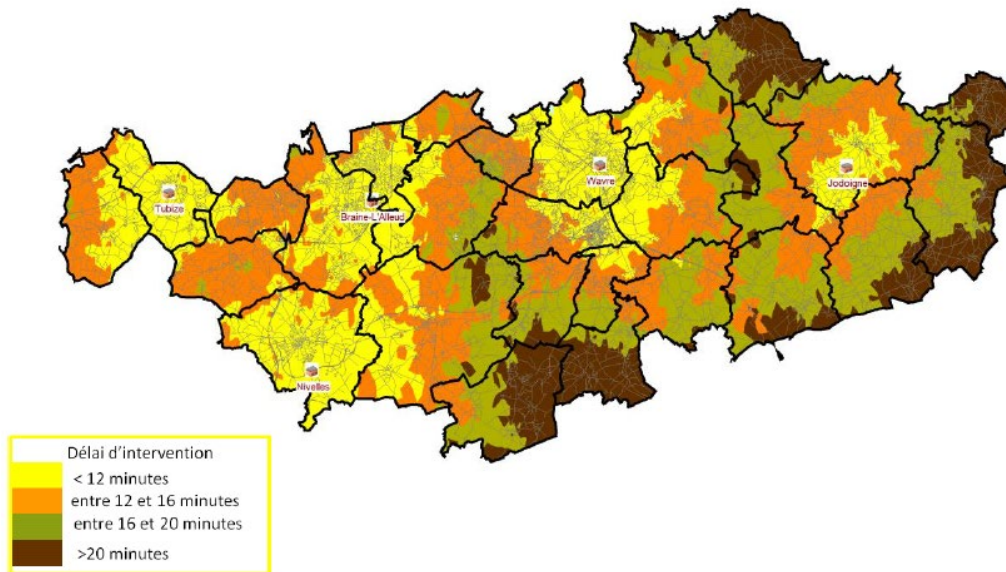 Tubize
Braine-L'Alleud
Wavre
Jodoigne
Nivelles
Délai d'intervention
< 12 minutes
entre 12 et 16 minutes
entre 16 et 20 minutes
>20 minutes